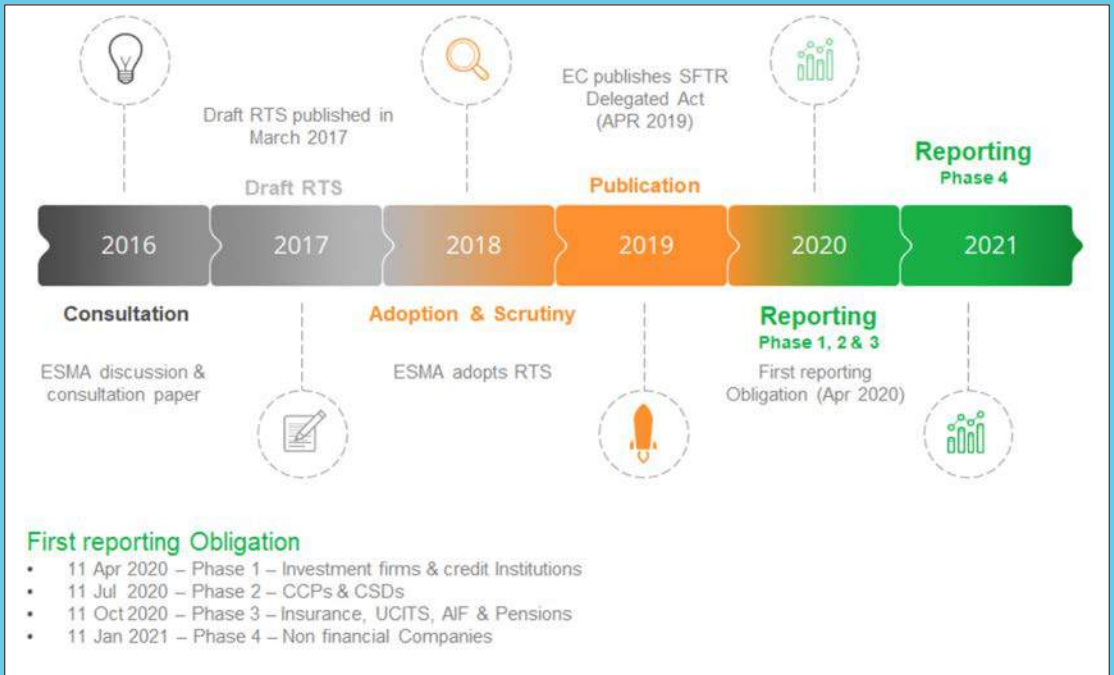 Draft RTS published in
March 2017
EC publishes SFTR
Delegated Act
(APR 2019)
Draft RTS
Publication
Reporting
Phase 4
2016
2017
2018
2019
2020
2021
Consultation
ESMA discussion &
consultation paper
Adoption & Scrutiny
ESMA adopts RTS
Reporting
Phase 1, 2 & 3
First reporting
Obligation (Apr 2020)
First reporting Obligation
• 11 Apr 2020 – Phase 1 – Investment firms & credit Institutions
• 11 Jul 2020 – Phase 2 – CCPs & CSDs
• 11 Oct 2020 – Phase 3 – Insurance, UCITS, AIF & Pensions
• 11 Jan 2021 – Phase 4 – Non financial Companies